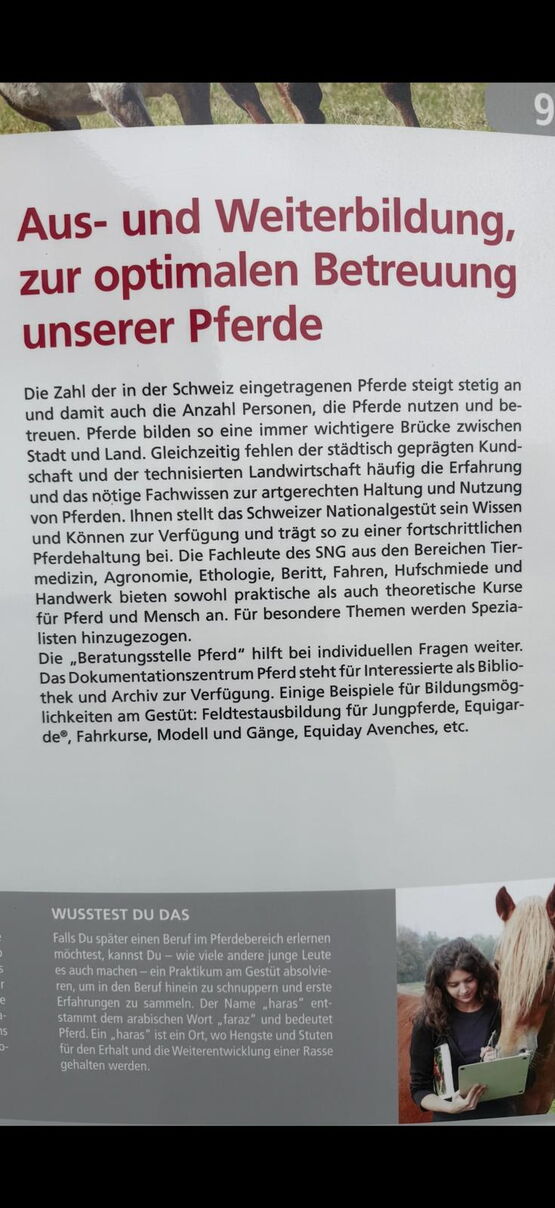 9
Aus- und Weiterbildung,
zur optimalen Betreuung
unserer Pferde
Die Zahl der in der Schweiz eingetragenen Pferde steigt stetig an
und damit auch die Anzahl Personen, die Pferde nutzen und be-
treuen. Pferde bilden so eine immer wichtigere Brücke zwischen
Stadt und Land. Gleichzeitig fehlen der städtisch geprägten Kund-
schaft und der technisierten Landwirtschaft häufig die Erfahrung
und das nötige Fachwissen zur artgerechten Haltung und Nutzung
von Pferden. Ihnen stellt das Schweizer Nationalgestüt sein Wissen
und Können zur Verfügung und trägt so zu einer fortschrittlichen
Pferdehaltung bei. Die Fachleute des SNG aus den Bereichen Tier-
medizin, Agronomie, Ethologie, Beritt, Fahren, Hufschmiede und
Handwerk bieten sowohl praktische als auch theoretische Kurse
für Pferd und Mensch an. Für besondere Themen werden Spezia-
listen hinzugezogen.
Die „Beratungsstelle Pferd“ hilft bei individuellen Fragen weiter.
Das Dokumentationszentrum Pferd steht für Interessierte als Biblio-
thek und Archiv zur Verfügung. Einige Beispiele für Bildungsmög-
lichkeiten am Gestüt: Feldtestausbildung für Jungpferde, Equigar-
de®, Fahrkurse, Modell und Gänge, Equiday Avenches, etc.
WUSSTEST DU DAS
Falls Du später einen Beruf im Pferdebereich erlernen
möchtest, kannst Du – wie viele andere junge Leute
es auch machen – ein Praktikum am Gestüt absolvie-
ren, um in den Beruf hinein zu schnuppern und erste
Erfahrungen zu sammeln. Der Name „haras“ ent-
stammt dem arabischen Wort „faraz“ und bedeutet
Pferd. Ein „haras“ ist ein Ort, wo Hengste und Stuten
für den Erhalt und die Weiterentwicklung einer Rasse
gehalten werden.